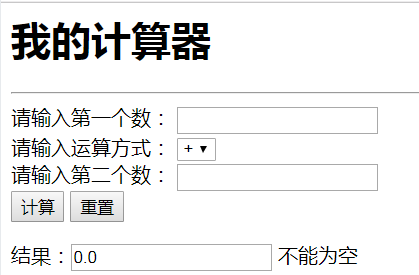 我的计算器
请输入第一个数：
请输入运算方式： + ▼
请输入第二个数：
计算 重置
结果：0.0 不能为空